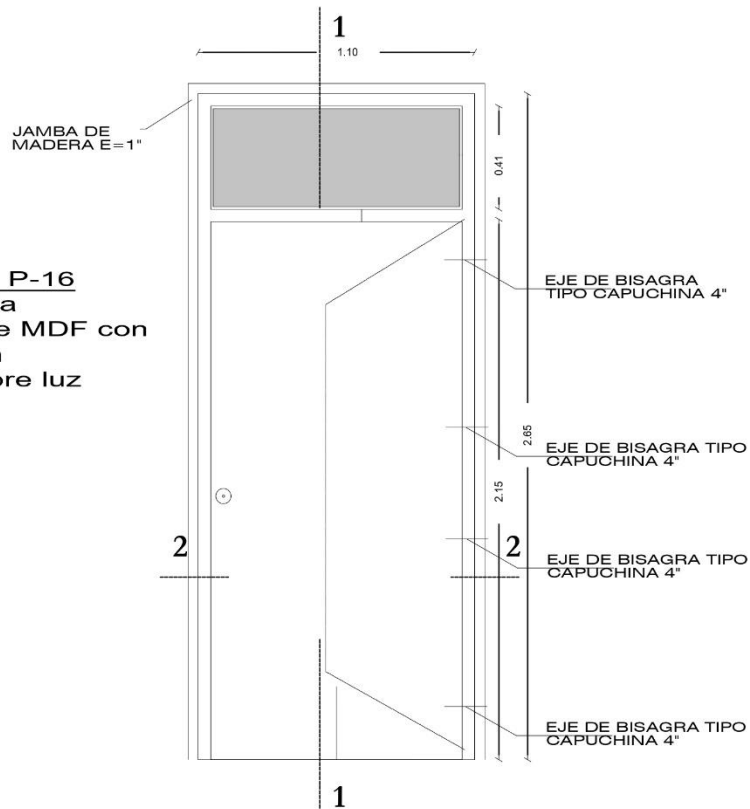 1
1.10
JAMBA DE
MADERA E=1"
0.41
P-16
MDF con
luz
EJE DE BISAGRA
TIPO CAPUCHINA 4"
2.65
EJE DE BISAGRA TIPO
CAPUCHINA 4"
2.15
2
2
EJE DE BISAGRA TIPO
CAPUCHINA 4"
EJE DE BISAGRA TIPO
CAPUCHINA 4"
1